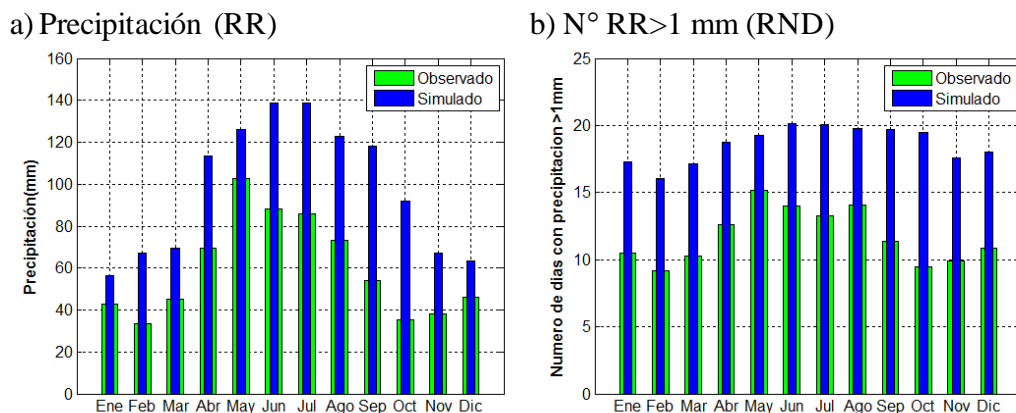 a) Precipitación (RR)
160
140
120
100
80
60
40
20
0
Precipitación(mm)
Observado
Simulado
Ene Feb Mar Abr May Jun Jul Ago Sep Oct Nov Dic
b) N° RR>1 mm (RND)
25
20
15
10
5
0
Numero de dias con precipitacion >1mm
Observado
Simulado
Ene Feb Mar Abr May Jun Jul Ago Sep Oct Nov Dic